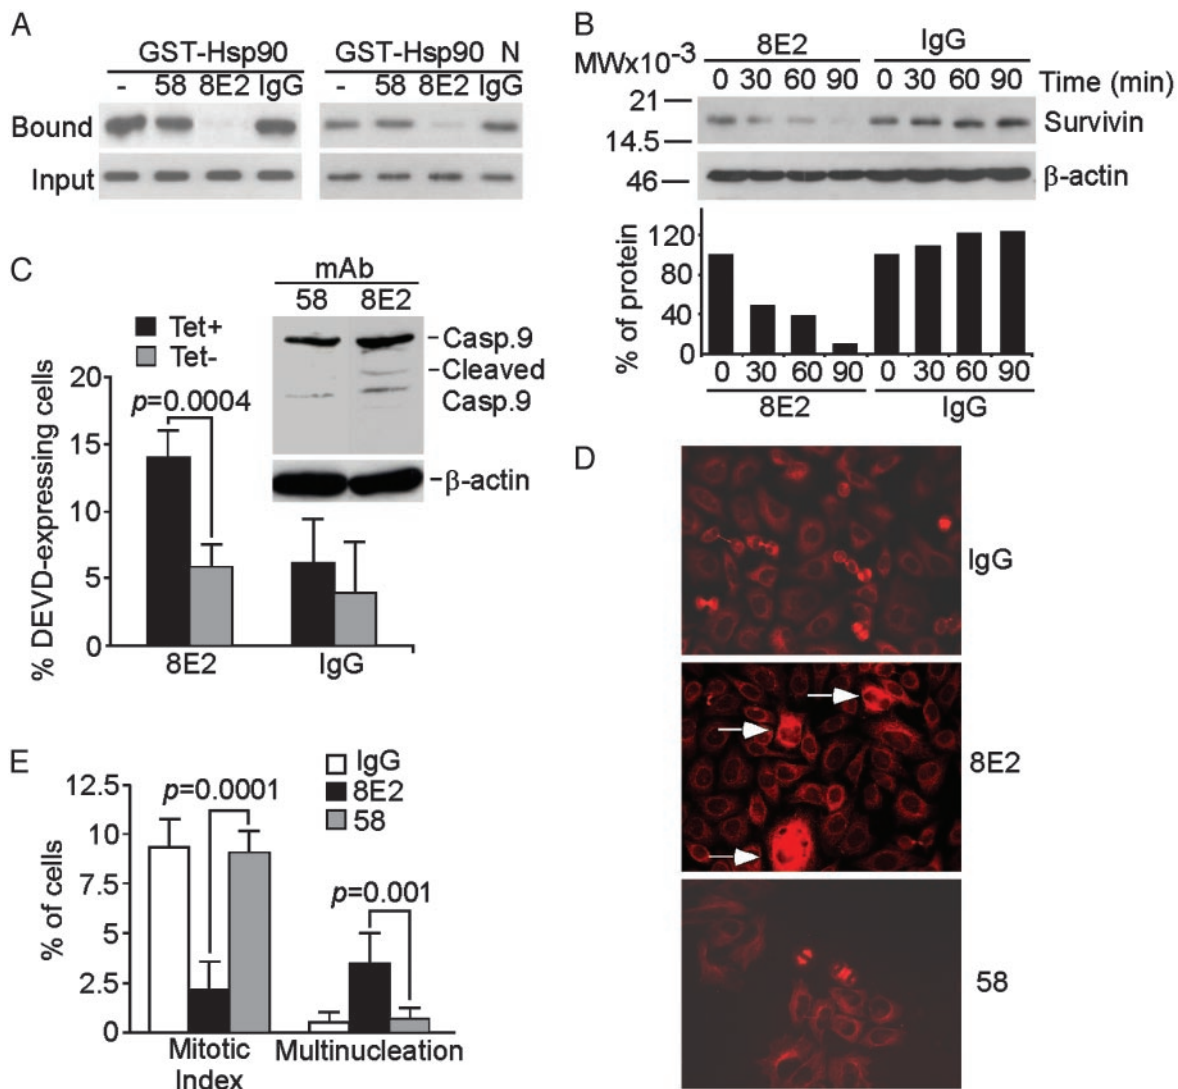 A
GST-Hsp90
GST-Hsp90 N
- 58 8E2 IgG
- 58 8E2 IgG
Bound
Input
B
8E2 IgG
MWx10-3
0 30 60 90 0 30 60 90 Time (min)
21
14.5
46
Survivin
β-actin
% of protein
120
80
40
0
0 30 60 90 0 30 60 90
8E2 IgG
C
mAb
58 8E2
Casp.9
Cleaved
Casp.9
β-actin
Tet+
Tet-
p=0.0004
% DEVD-expressing cells
20
15
10
5
0
8E2 IgG
D
IgG
8E2
58
E
IgG
8E2
58
p=0.0001
p=0.001
% of cells
12.5
10
7.5
5
2.5
0
Mitotic
Index
Multinucleation